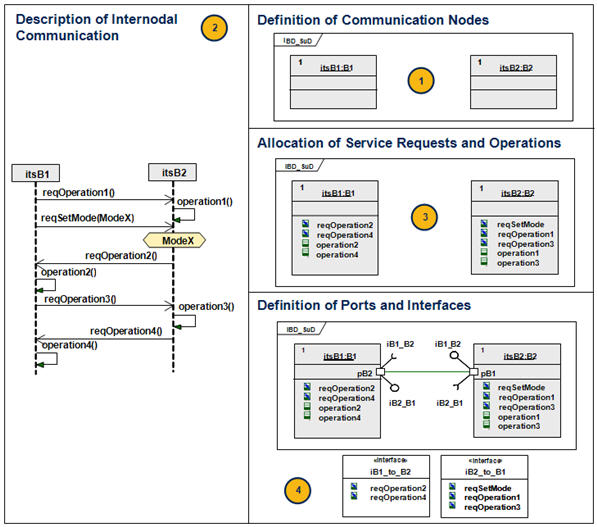 Description of Internodal
Communication
2
itsB1
itsB2
reqOperation1()
operation1()
reqSetMode(ModeX)
ModeX
reqOperation2()
operation2()
reqOperation3()
operation3()
reqOperation4()
operation4()
Definition of Communication Nodes
IBD_SuD
1
itsB1:B1
1
1
itsB2:B2
Allocation of Service Requests and Operations
IBD_SuD
1
itsB1:B1
reqOperation2
reqOperation4
operation2
operation4
3
1
itsB2:B2
reqSetMode
reqOperation1
reqOperation3
operation1
operation3
Definition of Ports and Interfaces
IBD_SuD
1
itsB1:B1
pB2
reqOperation2
reqOperation4
operation2
operation4
iB1_B2
iB1_B2
iB2_B1
iB2_B1
1
itsB2:B2
pB1
reqSetMode
reqOperation1
reqOperation3
operation1
operation3
4
«Interface»
iB1_to_B2
reqOperation2
reqOperation4
«Interface»
iB2_to_B1
reqSetMode
reqOperation1
reqOperation3